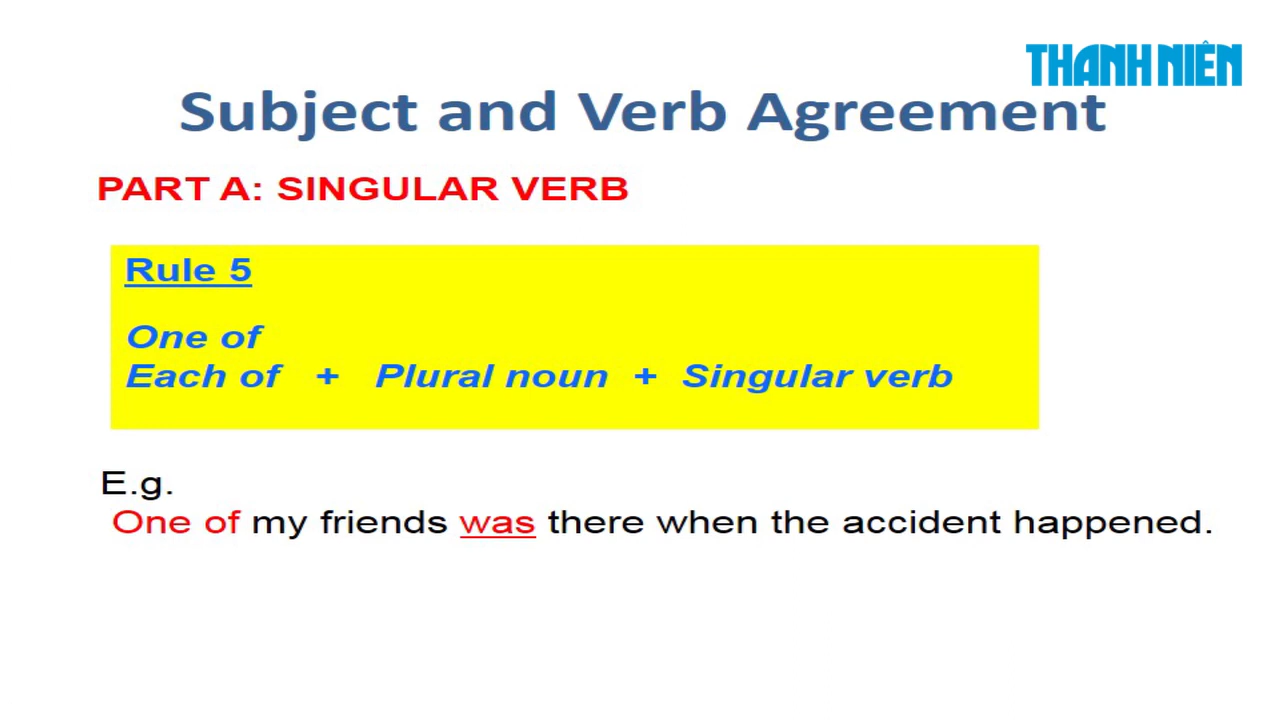 THANH NIÊN
Subject and Verb Agreement
PART A: SINGULAR VERB
Rule 5
One of
Each of + Plural noun + Singular verb
E.g.
One of my friends was there when the accident happened.